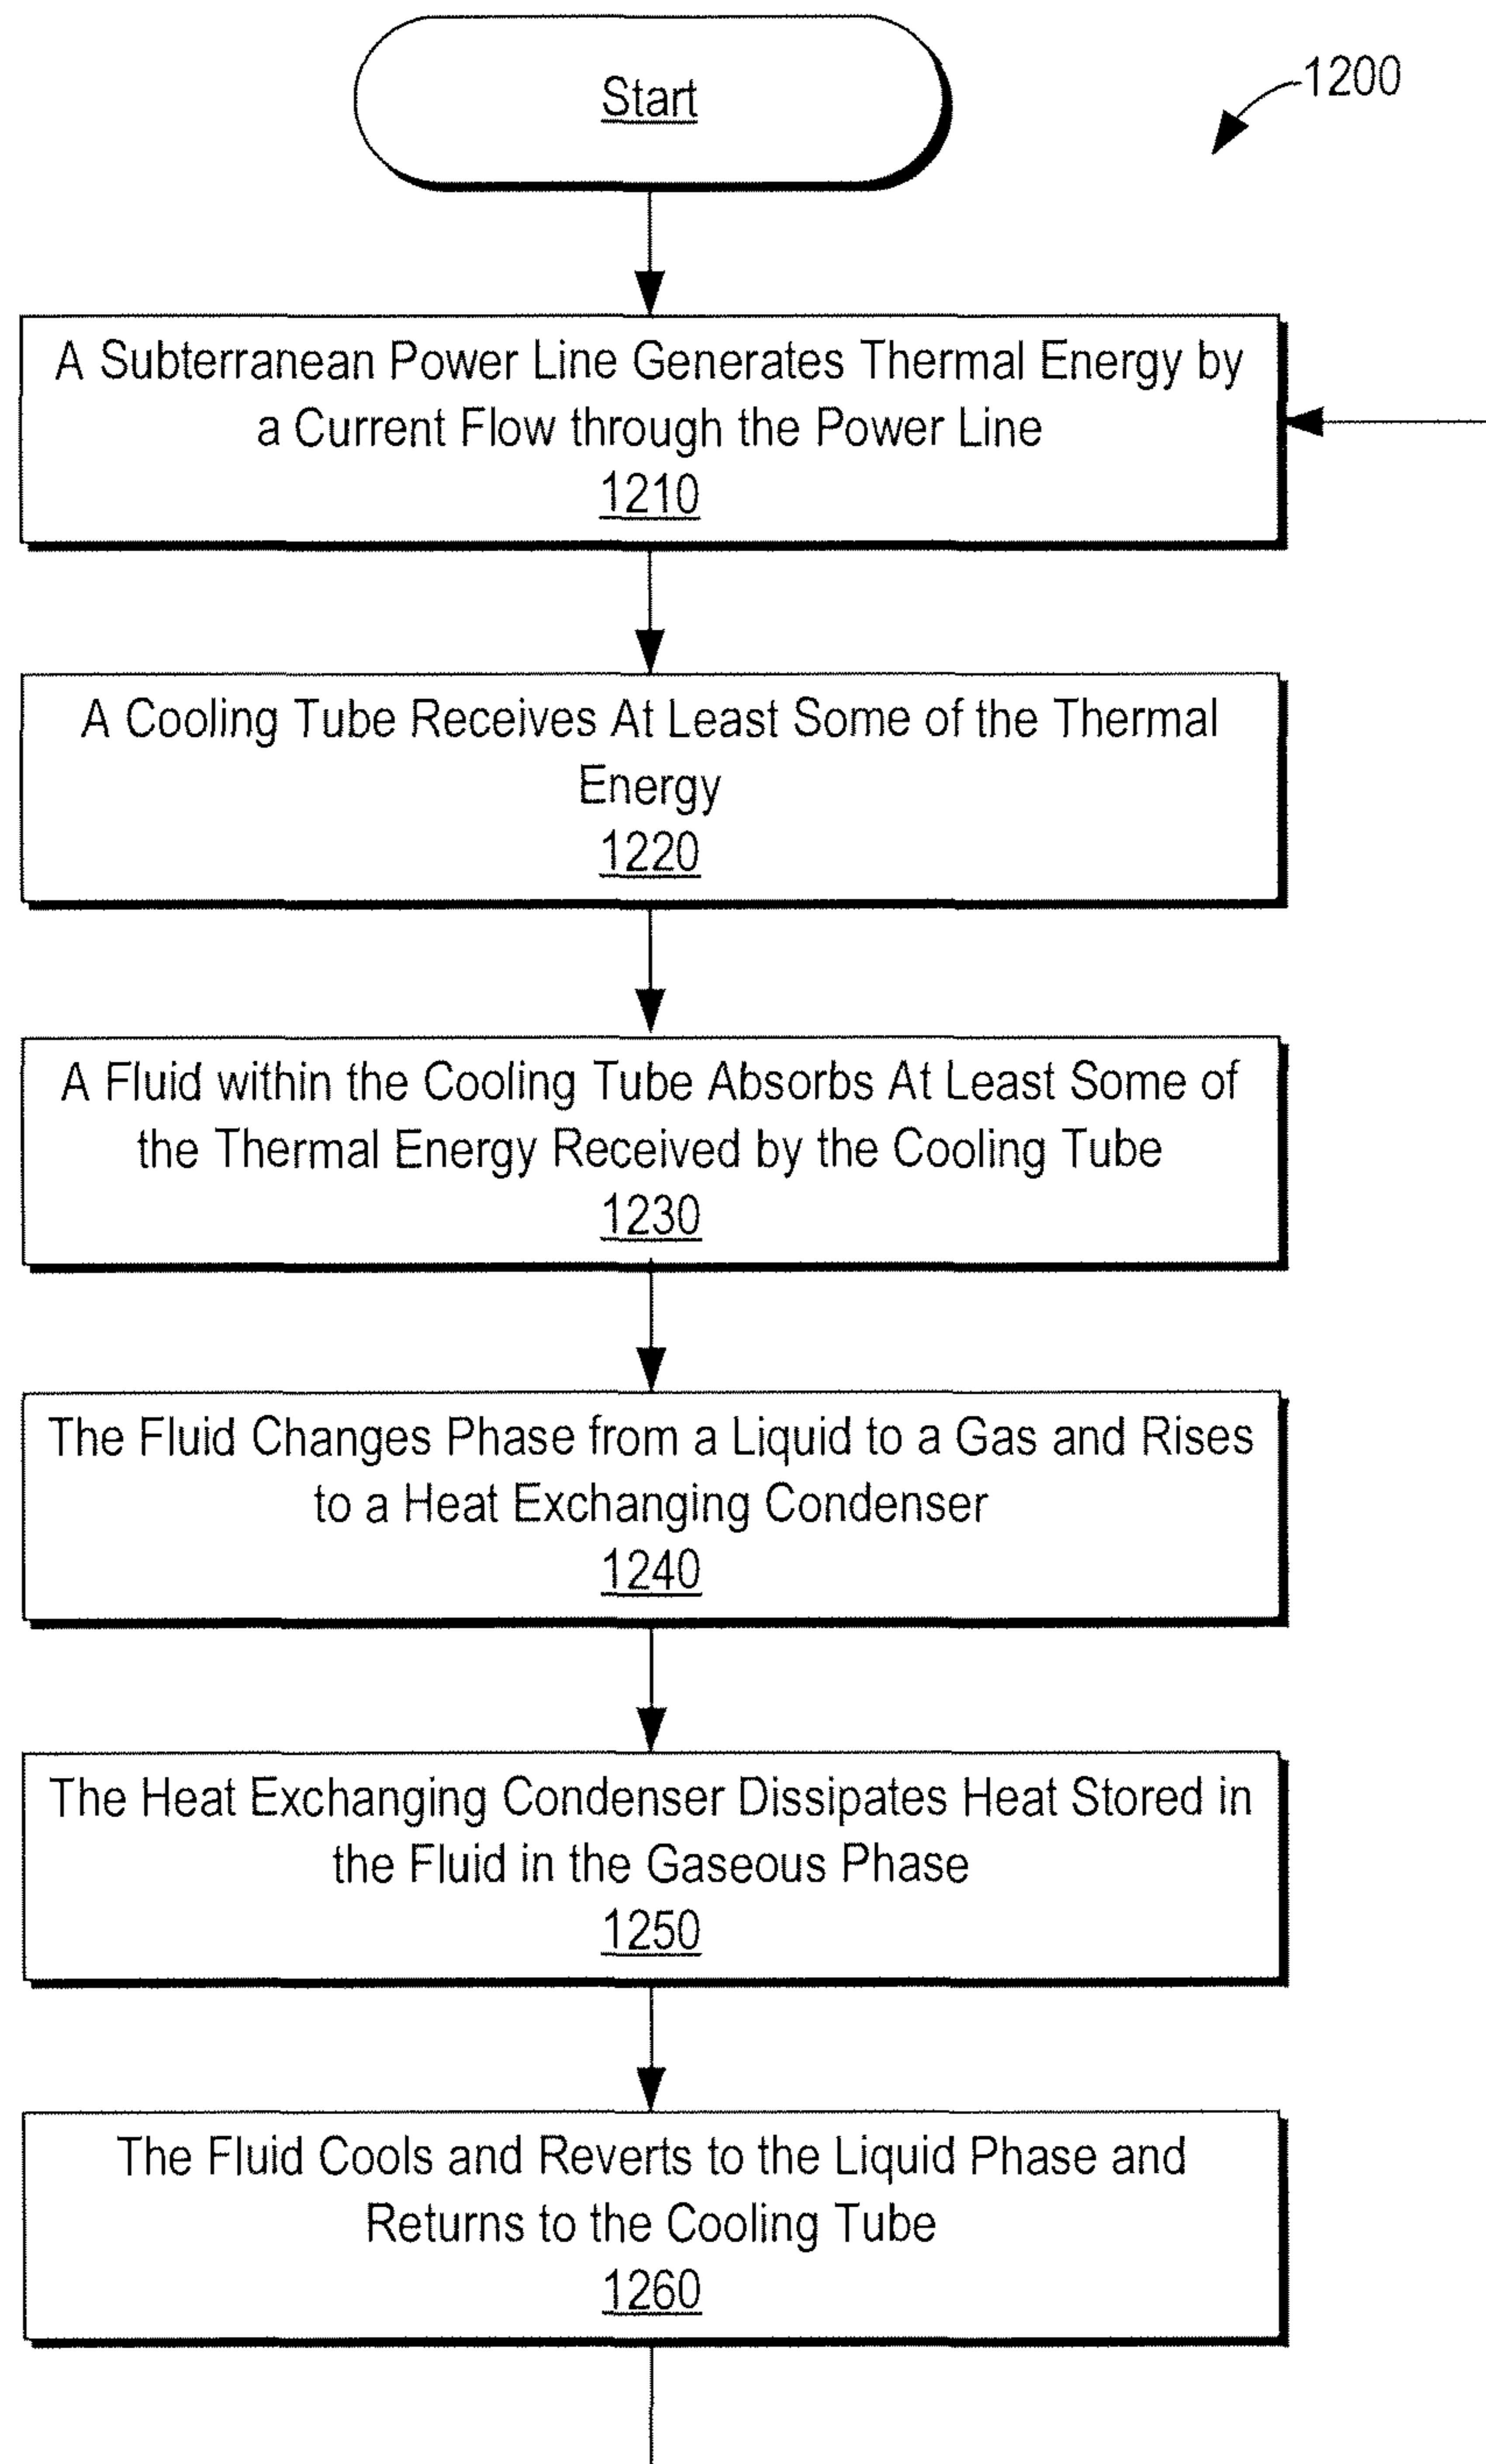 Start
1200
A Subterranean Power Line Generates Thermal Energy by
a Current Flow through the Power Line
1210
A Cooling Tube Receives At Least Some of the Thermal
Energy
1220
A Fluid within the Cooling Tube Absorbs At Least Some of
the Thermal Energy Received by the Cooling Tube
1230
The Fluid Changes Phase from a Liquid to a Gas and Rises
to a Heat Exchanging Condenser
1240
The Heat Exchanging Condenser Dissipates Heat Stored in
the Fluid in the Gaseous Phase
1250
The Fluid Cools and Reverts to the Liquid Phase and
Returns to the Cooling Tube
1260